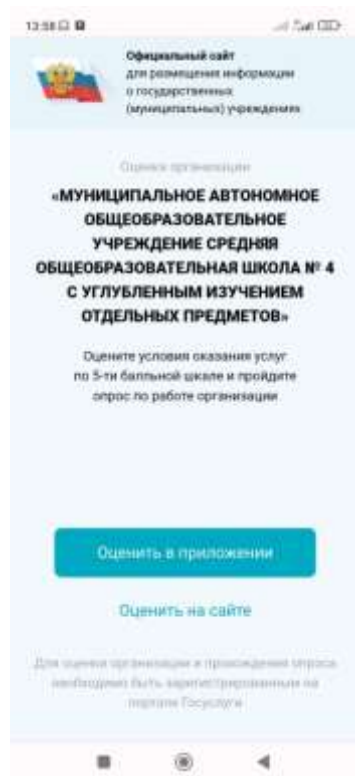 13:58
Официальный сайт
для размещения информации
о государственных
(муниципальных) учреждениях
Оценка организации
«МУНИЦИПАЛЬНОЕ АВТОНОМНОЕ
ОБЩЕОБРАЗОВАТЕЛЬНОЕ
УЧРЕЖДЕНИЕ СРЕДНЯЯ
ОБЩЕОБРАЗОВАТЕЛЬНАЯ ШКОЛА № 4
С УГЛУБЛЕННЫМ ИЗУЧЕНИЕМ
ОТДЕЛЬНЫХ ПРЕДМЕТОВ»
Оцените условия оказания услуг
по 5-ти балльной шкале и пройдите
опрос по работе организации
Оценить в приложении
Оценить на сайте
Для оценки организации и прохождения опроса
необходимо быть зарегистрированным на
портале Госуслуги